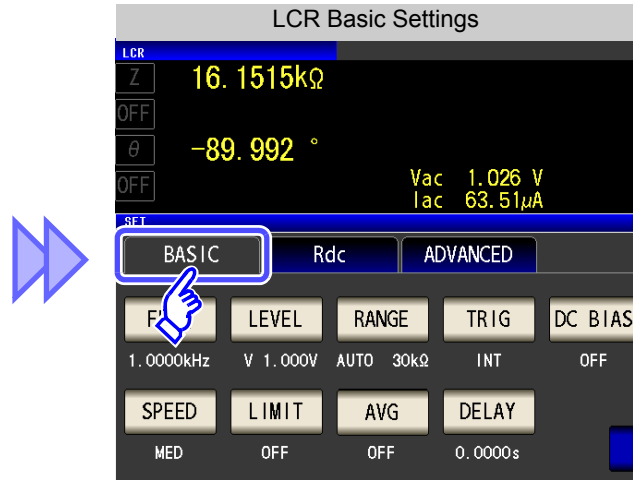 LCR Basic Settings
LCR
Z 16.1515kΩ
OFF
θ -89.992 °
OFF
Vac 1.026 V
Iac 63.51μA
SET
BASIC Rdc ADVANCED
LEVEL RANGE TRIG DC BIAS
1.0000kHz V 1.000V AUTO 30kΩ INT OFF
SPEED LIMIT AVG DELAY
MED OFF OFF 0.0000s